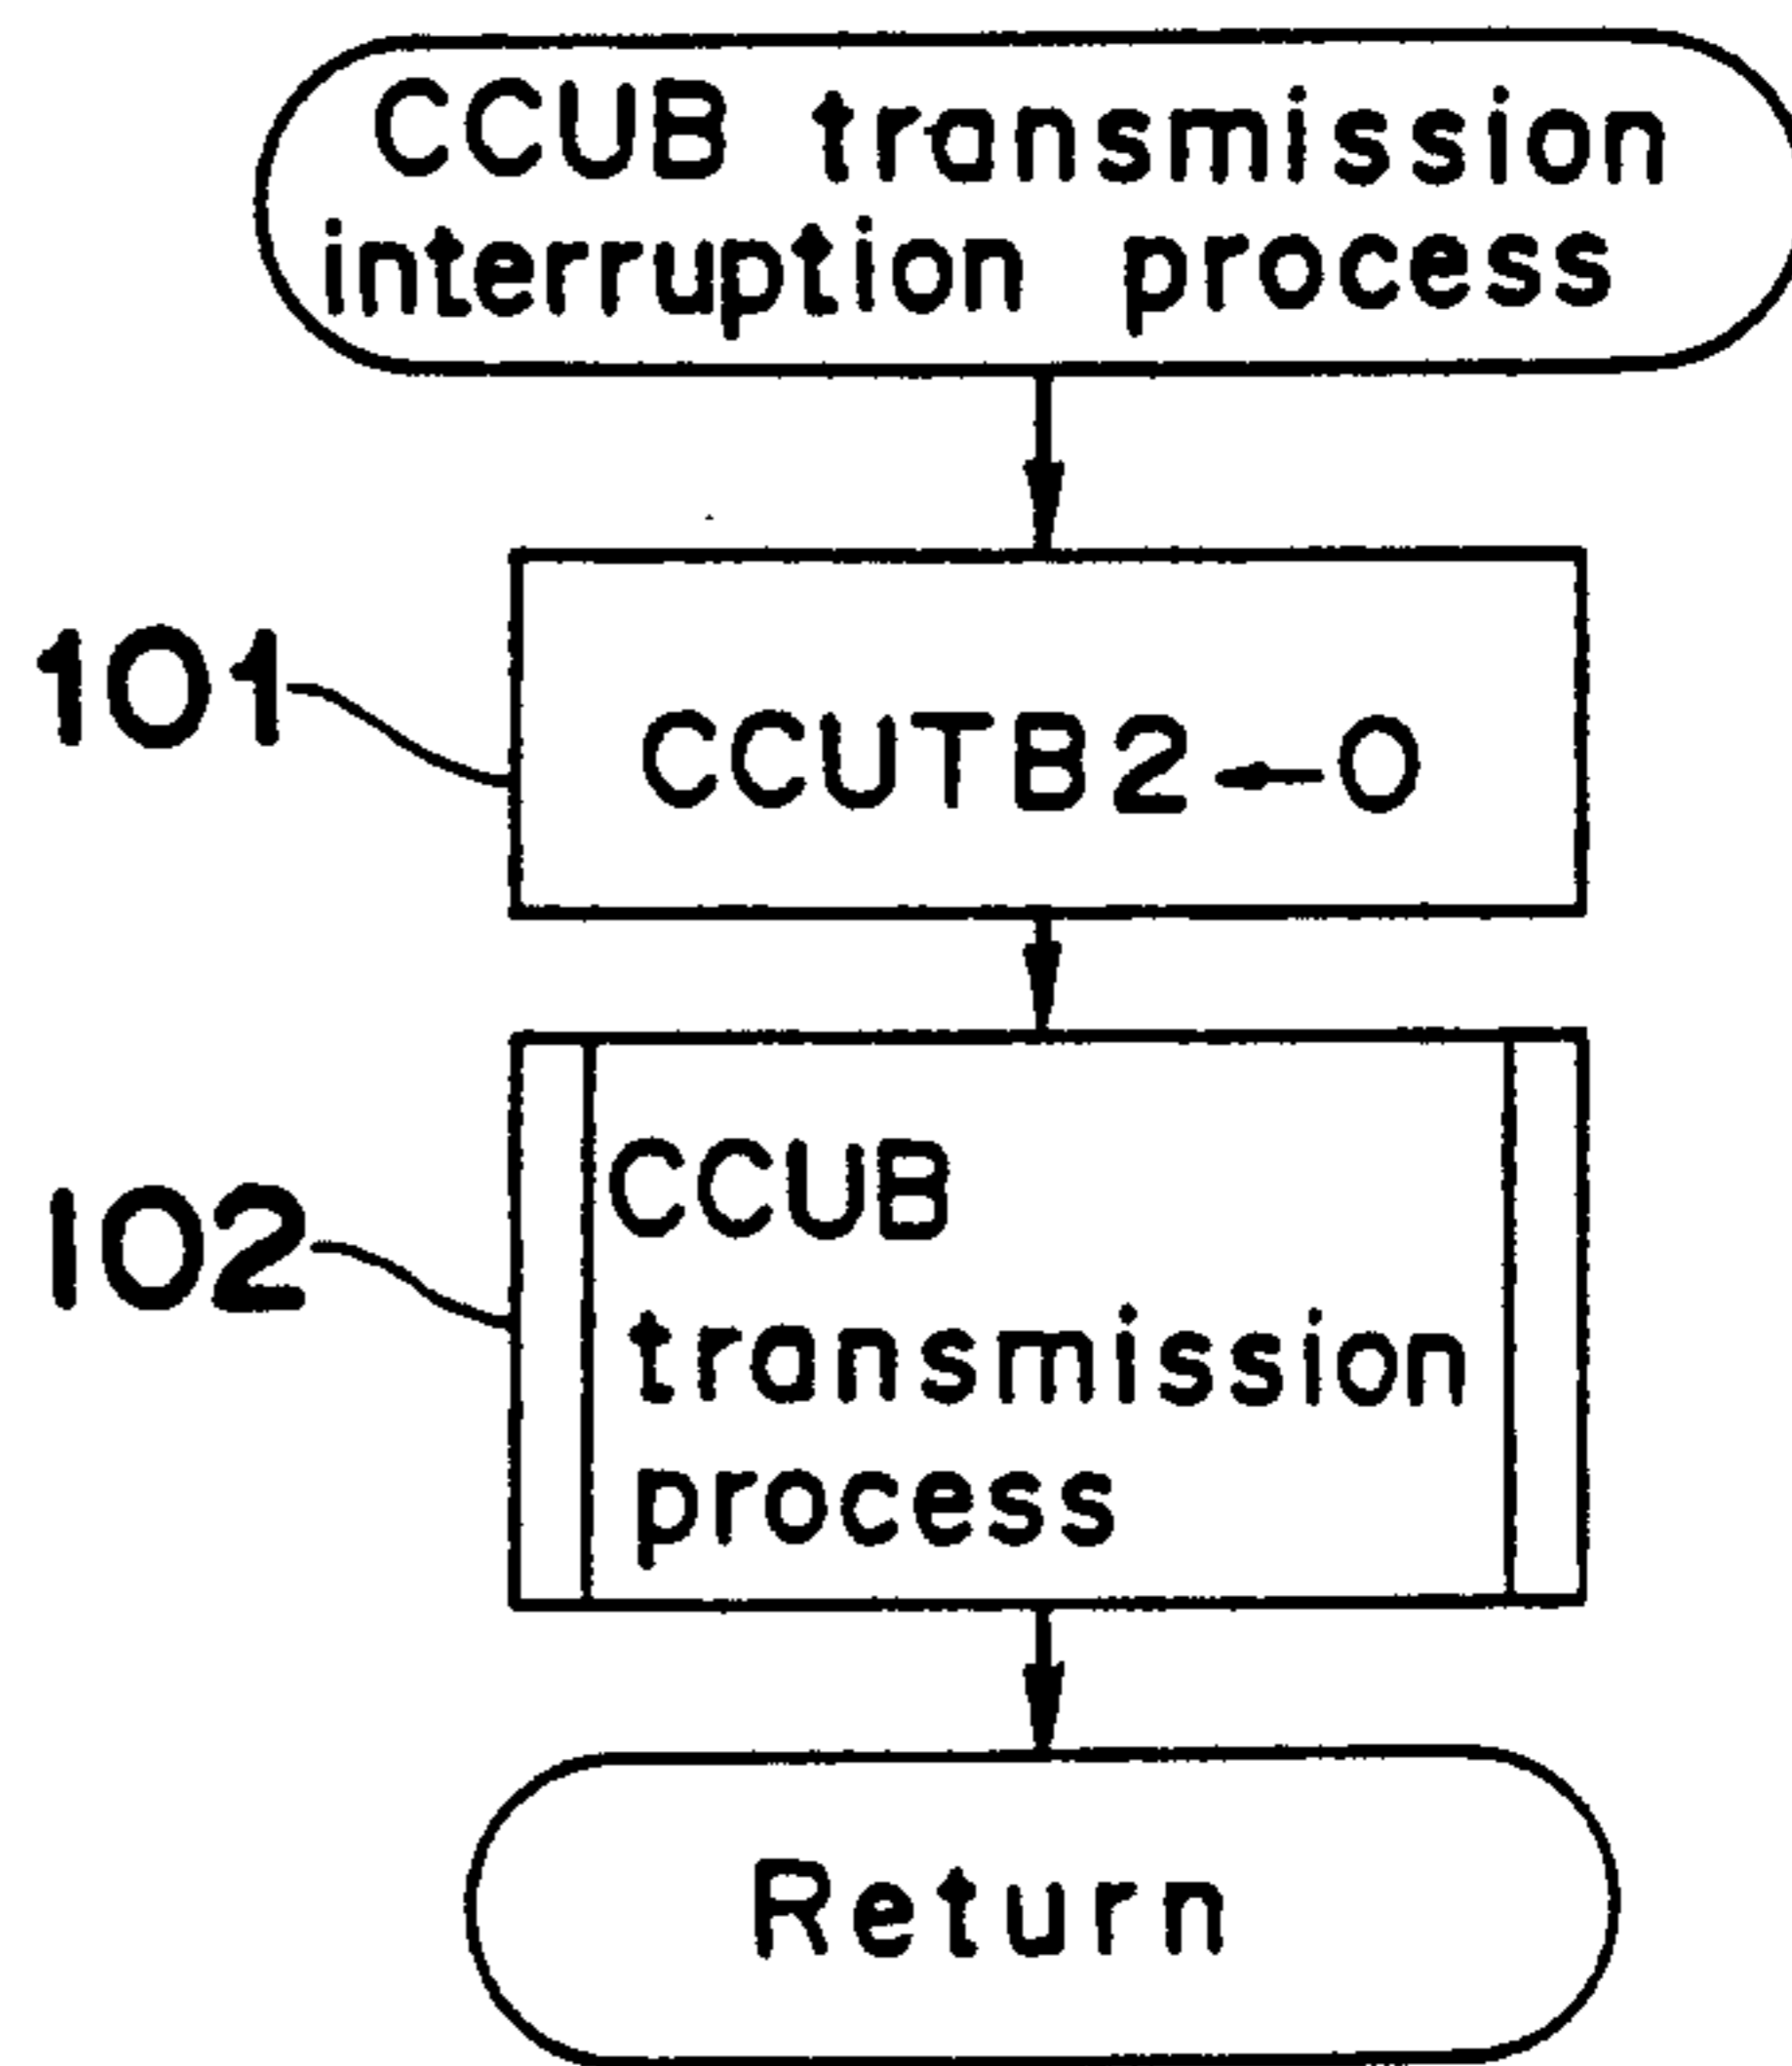 CCUB transmission
interruption process
101
CCUTB2←0
102
CCUB
transmission
process
Return